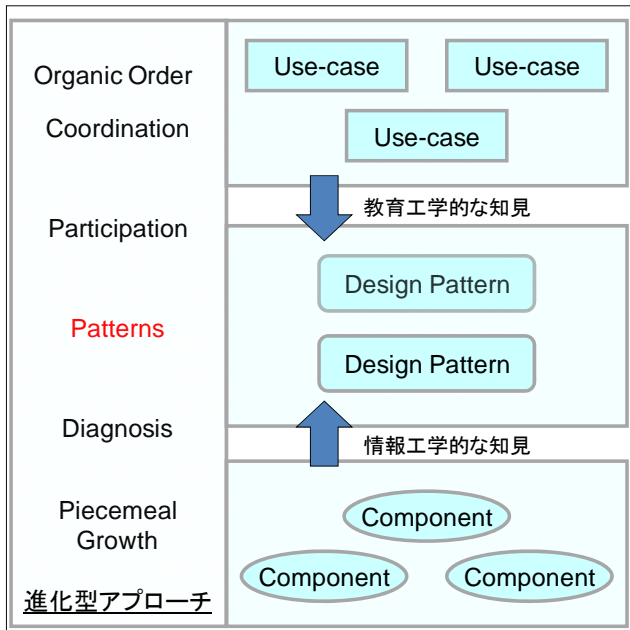 Organic Order
Coordination
Participation
Patterns
Diagnosis
Piecemeal
Growth
進化型アプローチ
Use-case
Use-case
Use-case
教育工学的な知見
Design Pattern
Design Pattern
情報工学的な知見
Component
Component
Component